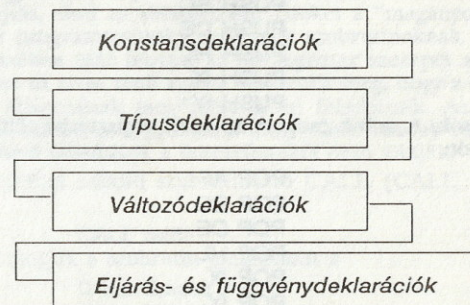 Konstansdeklarációk
Típusdeklarációk
Változódeklarációk
Eljárás- és függvénydeklarációk